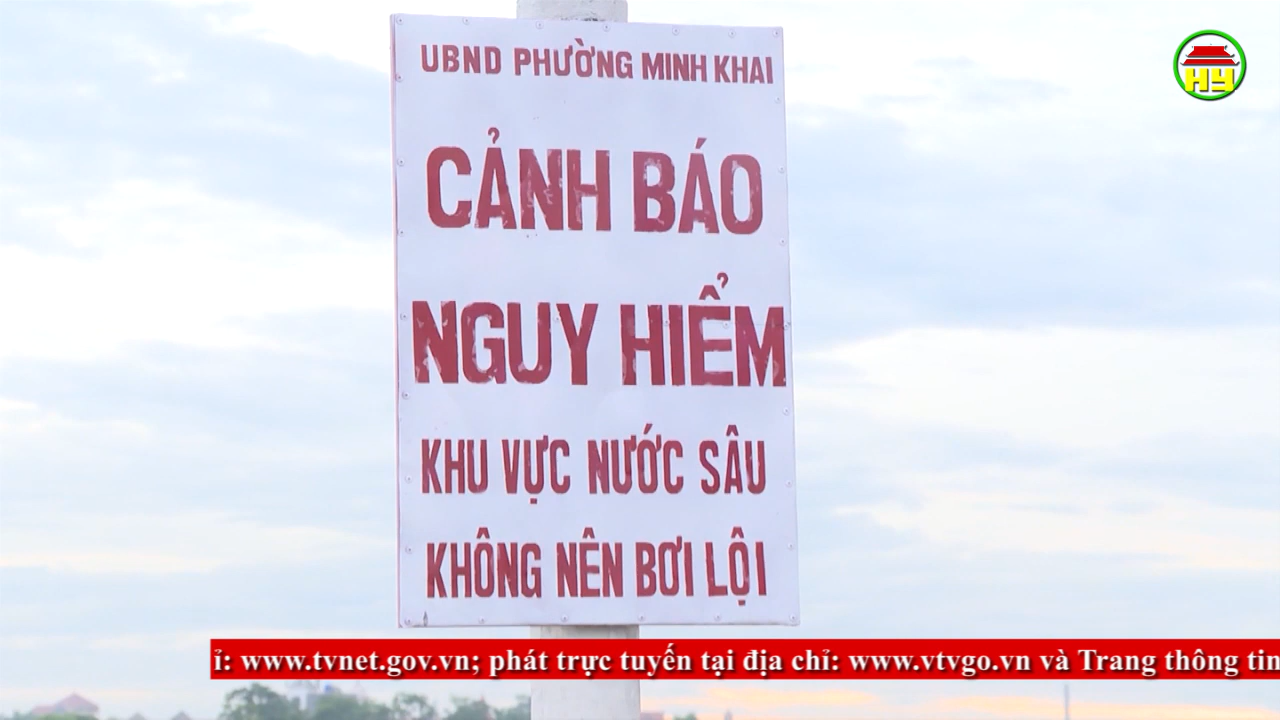 UBND PHƯỜNG MINH KHAI
HY
CẢNH BÁO
NGUY HIỂM
KHU VỰC NƯỚC SÂU
KHÔNG NÊN BƠI LỘI
ỉ: www.tvnet.gov.vn; phát trực tuyến tại địa chỉ: www.vtvgo.vn và Trang thông tin